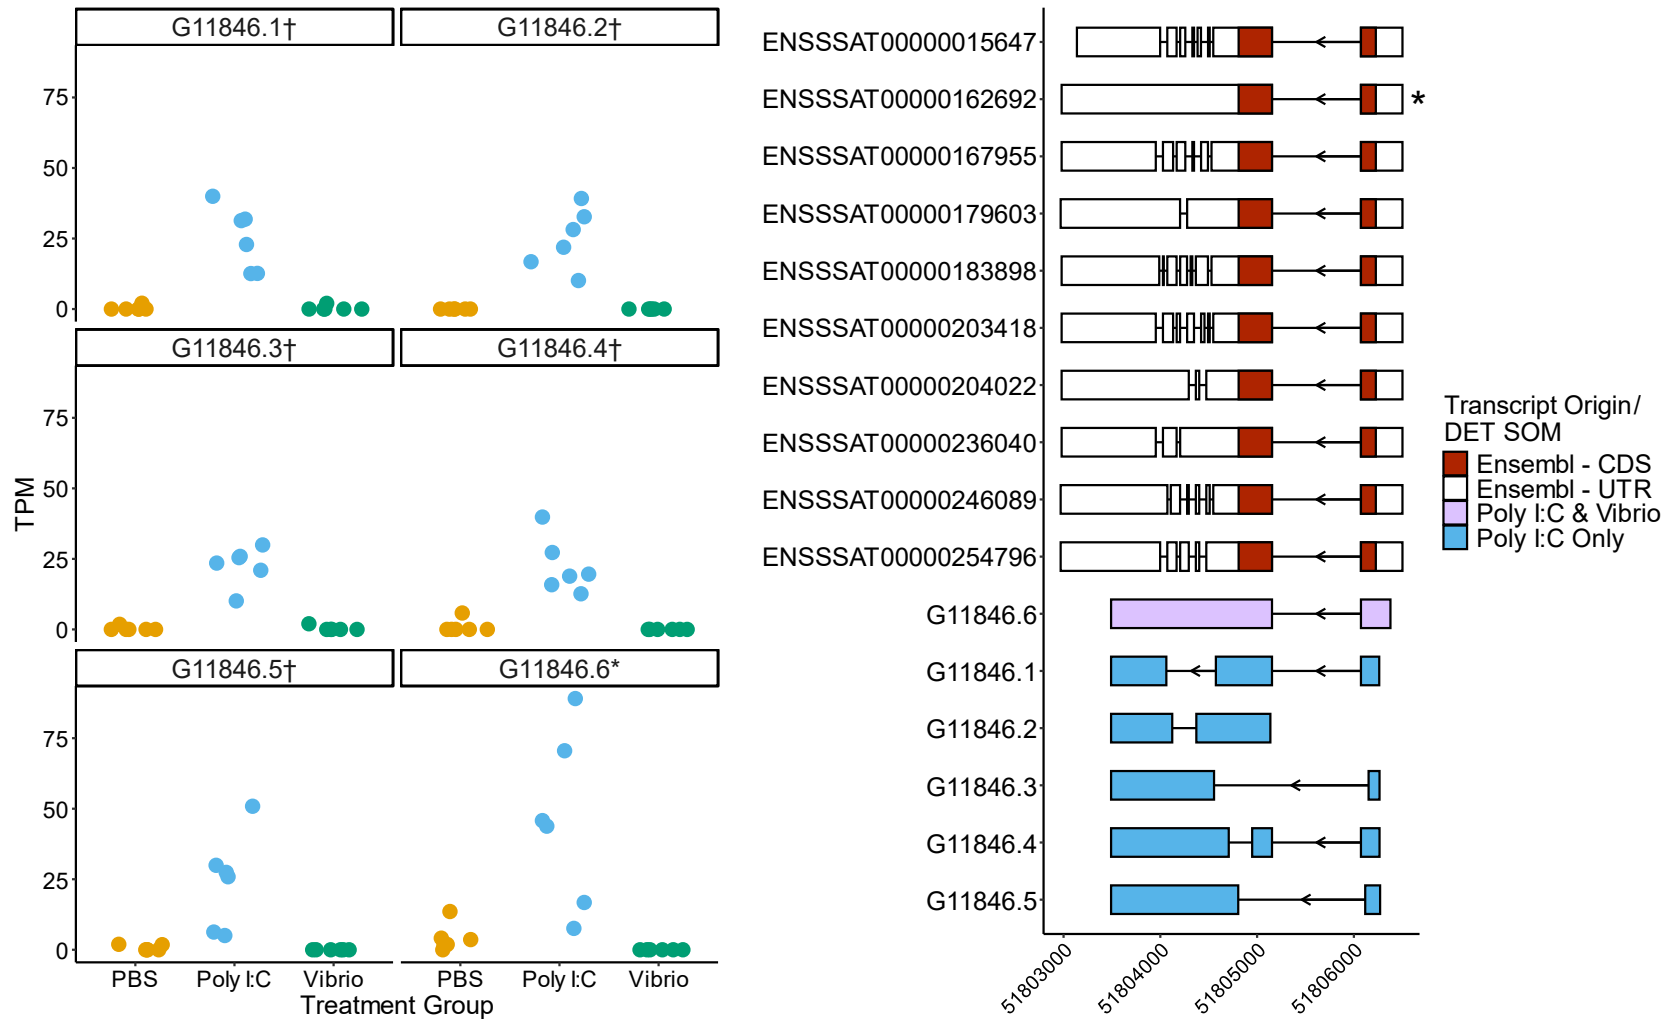 G11846.1†
G11846.2†
75
50
25
0
G11846.3†
G11846.4†
75
50
25
0
G11846.5†
G11846.6*
75
50
25
0
TPM
PBS
Poly I:C
Vibrio
PBS
Poly I:C
Vibrio
Treatment Group
ENSSSAT00000015647
ENSSSAT00000162692
*
ENSSSAT00000167955
ENSSSAT00000179603
ENSSSAT00000183898
ENSSSAT00000203418
ENSSSAT00000204022
ENSSSAT00000236040
ENSSSAT00000246089
ENSSSAT00000254796
G11846.6
G11846.1
G11846.2
G11846.3
G11846.4
G11846.5
51803000
51804000
51805000
51806000
Transcript Origin/
DET SOM
Ensembl - CDS
Ensembl - UTR
Poly I:C & Vibrio
Poly I:C Only